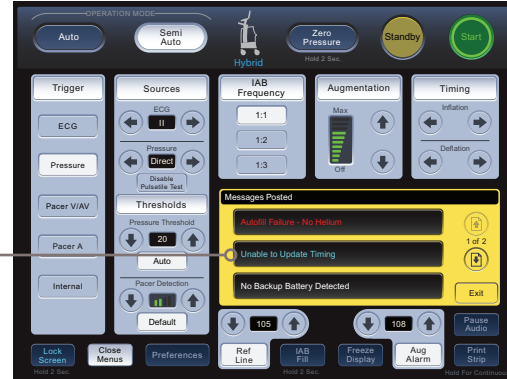 OPERATION MODE
Auto
Semi
Auto
Hybrid
Zero
Pressure
Hold 2 Sec.
Standby
Start
Trigger
ECG
Pressure
Pacer V/AV
Pacer A
Internal
Sources
ECG
II
Pressure
Direct
Disable
Pulsatile Test
Thresholds
Pressure Threshold
20
Auto
Pacer Detection
Default
IAB
Frequency
1:1
1:2
1:3
Augmentation
Max
Off
Timing
Inflation
Deflation
Messages Posted
Autofill Failure - No Helium
Unable to Update Timing
No Backup Battery Detected
1 of 2
Exit
105
108
Pause
Audio
Lock
Screen
Hold 2 Sec.
Close
Menus
Preferences
Ref
Line
IAB
Fill
Hold 2 Sec.
Freeze
Display
Aug
Alarm
Print
Strip
Hold For Continuous